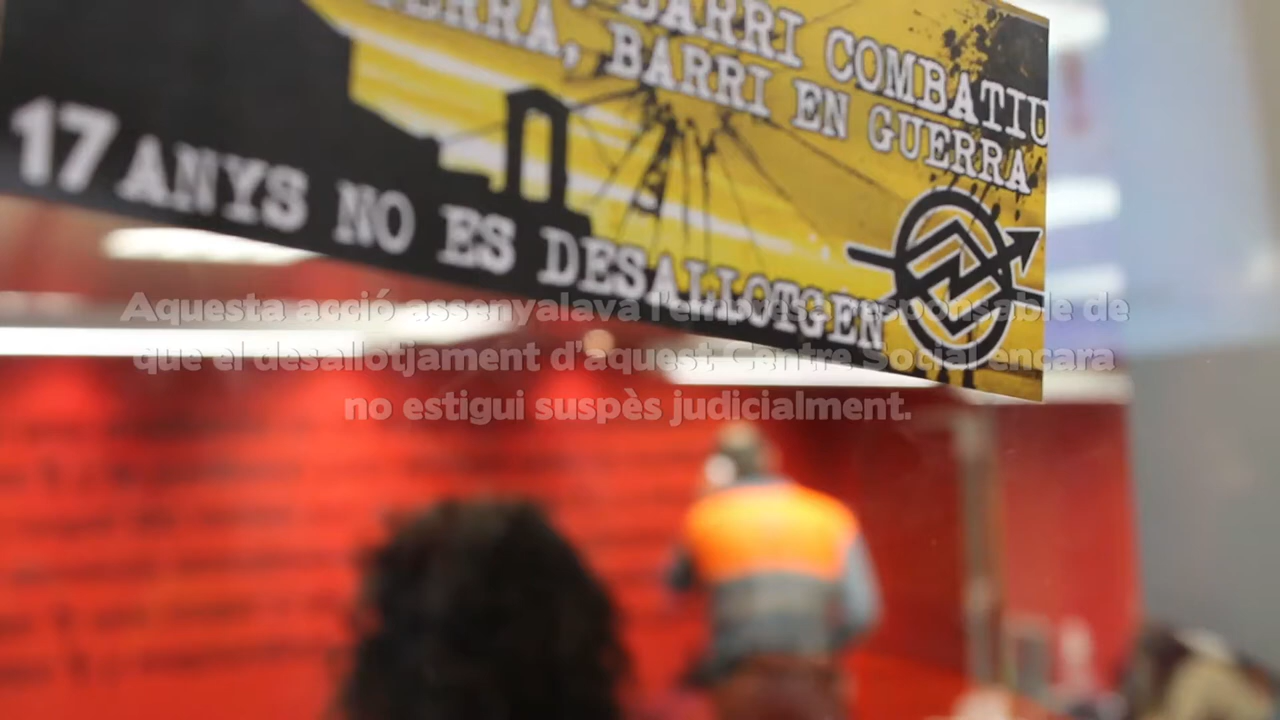 BARRI COMBATIU
TERRA, BARRI EN GUERRA
17 ANYS NO ES DESALLOTGEN
Aquesta acció assenyalava l'empresa responsable de
que el desallotjament d'aquest Centre Social encara
no estigui suspès judicialment.